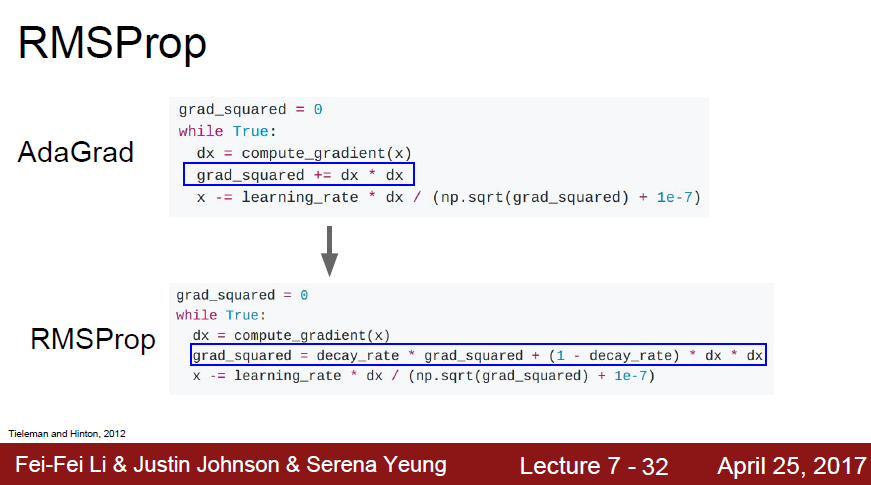 RMSProp
AdaGrad
grad_squared = 0
while True:
dx = compute_gradient(x)
grad_squared += dx * dx
x -= learning_rate * dx / (np.sqrt(grad_squared) + 1e-7)
RMSProp
grad_squared = 0
while True:
dx = compute_gradient(x)
grad_squared = decay_rate * grad_squared + (1 - decay_rate) * dx * dx
x -= learning_rate * dx / (np.sqrt(grad_squared) + 1e-7)
Tieleman and Hinton, 2012
Fei-Fei Li & Justin Johnson & Serena Yeung Lecture 7 - 32 April 25, 2017